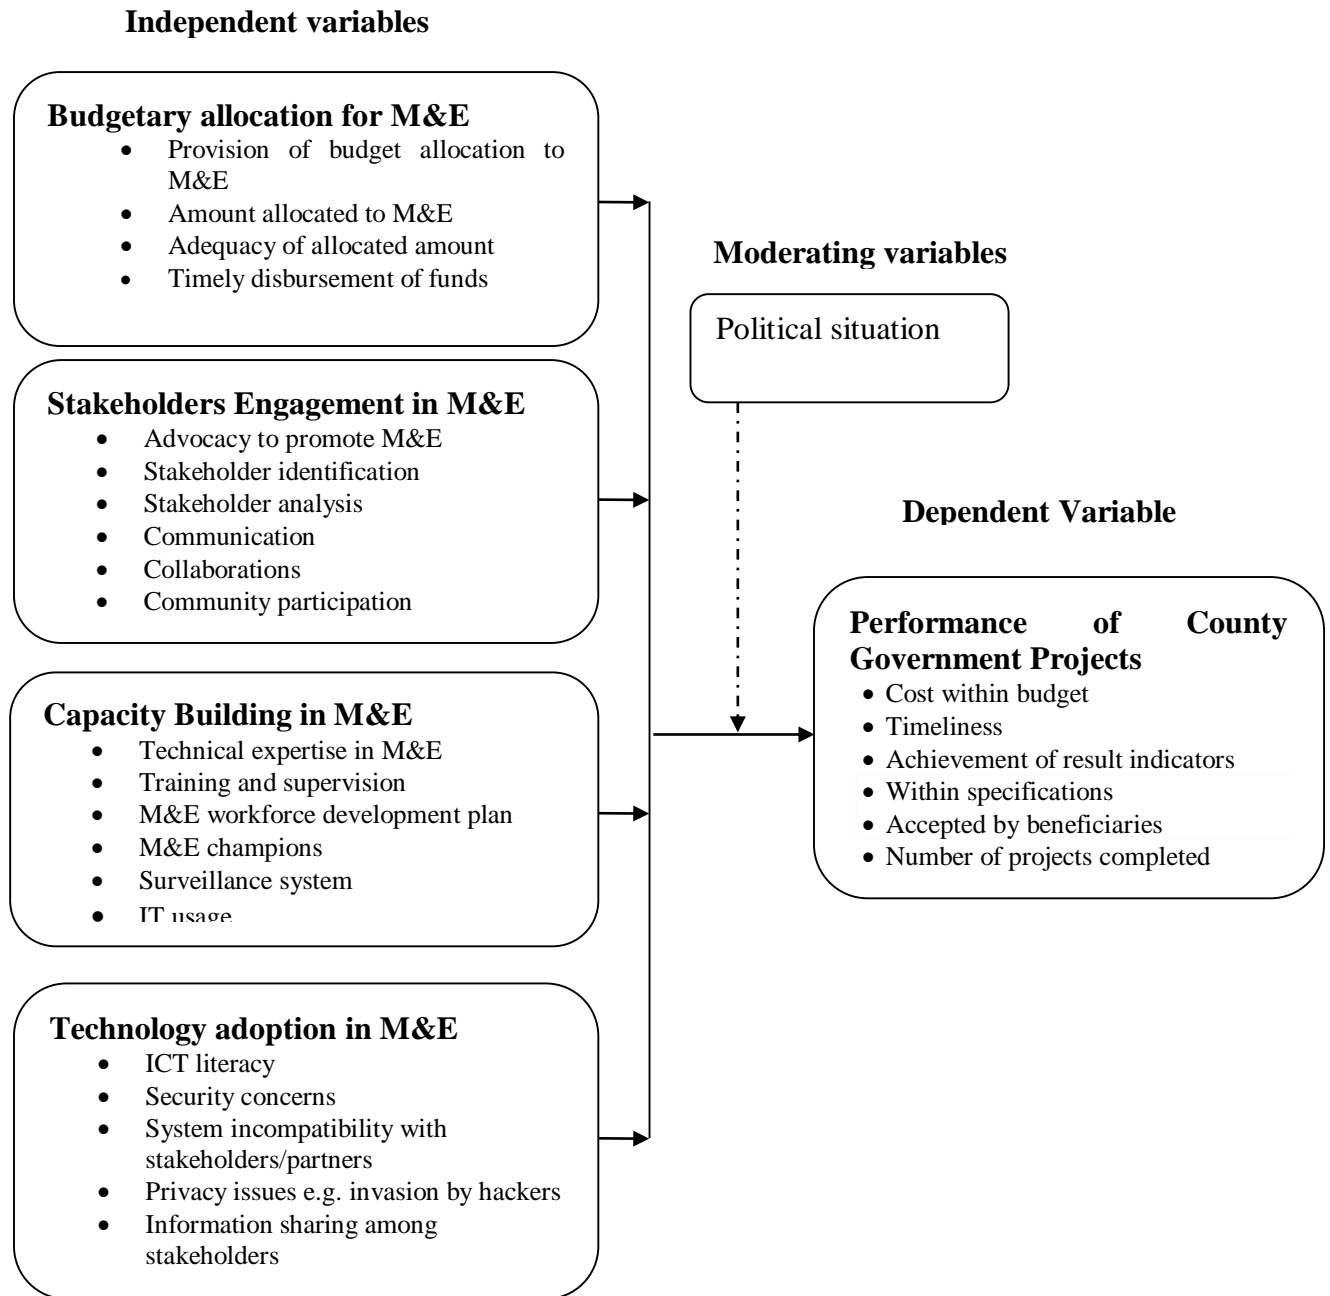 Independent variables
Budgetary allocation for M&E
• Provision of budget allocation to
M&E
• Amount allocated to M&E
• Adequacy of allocated amount
• Timely disbursement of funds
Stakeholders Engagement in M&E
• Advocacy to promote M&E
• Stakeholder identification
• Stakeholder analysis
• Communication
• Collaborations
• Community participation
Capacity Building in M&E
• Technical expertise in M&E
• Training and supervision
• M&E workforce development plan
• M&E champions
• Surveillance system
• IT usage
Technology adoption in M&E
• ICT literacy
• Security concerns
• System incompatibility with
stakeholders/partners
• Privacy issues e.g. invasion by hackers
• Information sharing among
stakeholders
Moderating variables
Political situation
Dependent Variable
Performance of County
Government Projects
• Cost within budget
• Timeliness
• Achievement of result indicators
• Within specifications
• Accepted by beneficiaries
• Number of projects completed